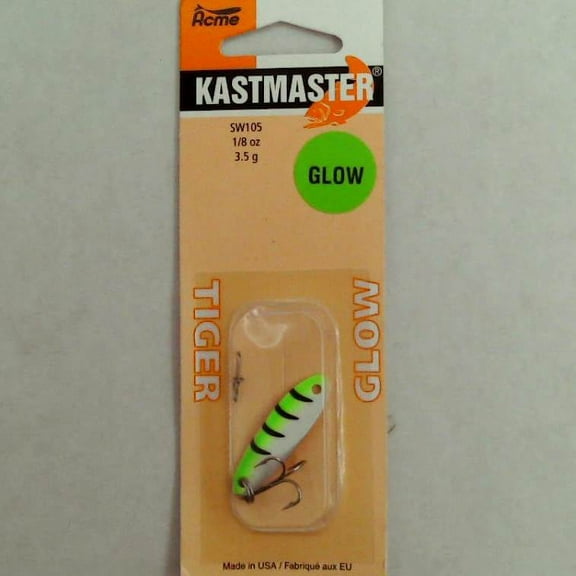 Acme
KASTMASTER®
SW105
1/8 oz
3.5 g
GLOW
TIGER
GLOW
Made in USA / Fabriqué aux EU